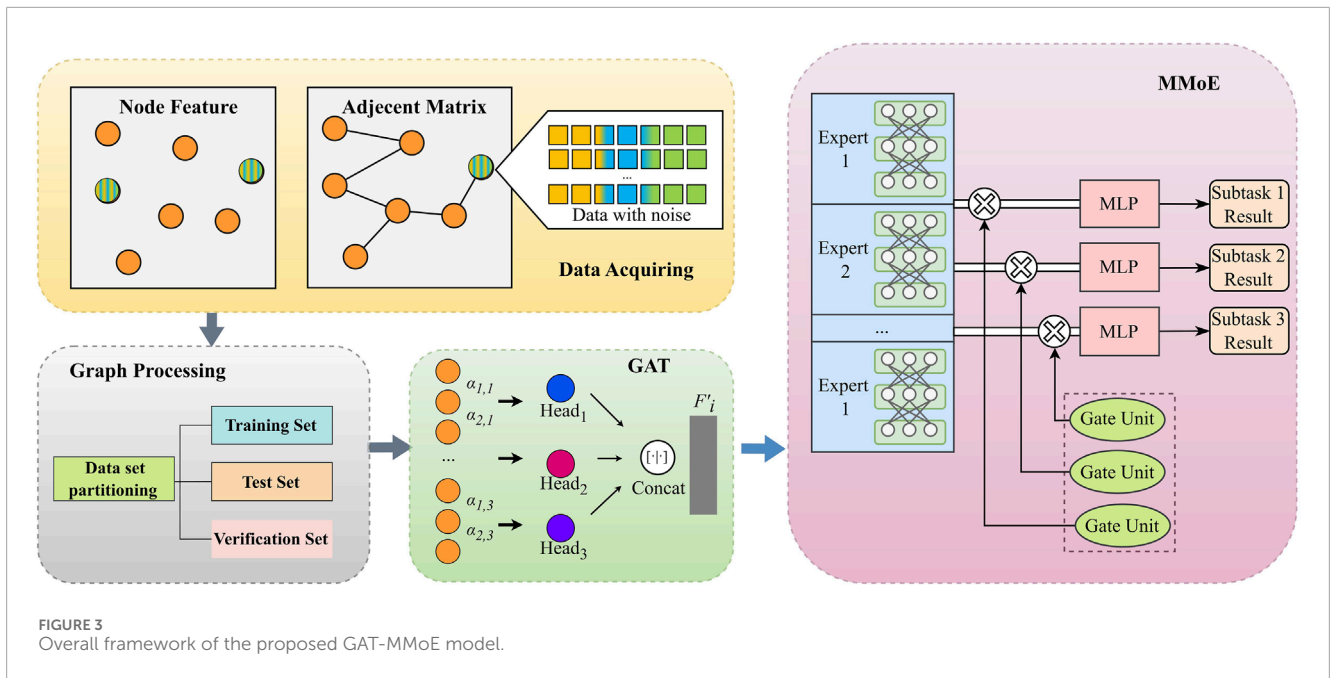 Node Feature
Adjecent Matrix
...
Data with noise
Data Acquiring
Graph Processing
Data set
partitioning
Training Set
Test Set
Verification Set
GAT
α1,1
α2,1
...
α1,3
α2,3
Head1
Head2
Head3
[·|·]
Concat
F'i
MMoE
Expert
1
Expert
2
...
Expert
1
MLP
MLP
MLP
Subtask 1
Result
Subtask 2
Result
Subtask 3
Result
Gate Unit
Gate Unit
Gate Unit
FIGURE 3
Overall framework of the proposed GAT-MMoE model.